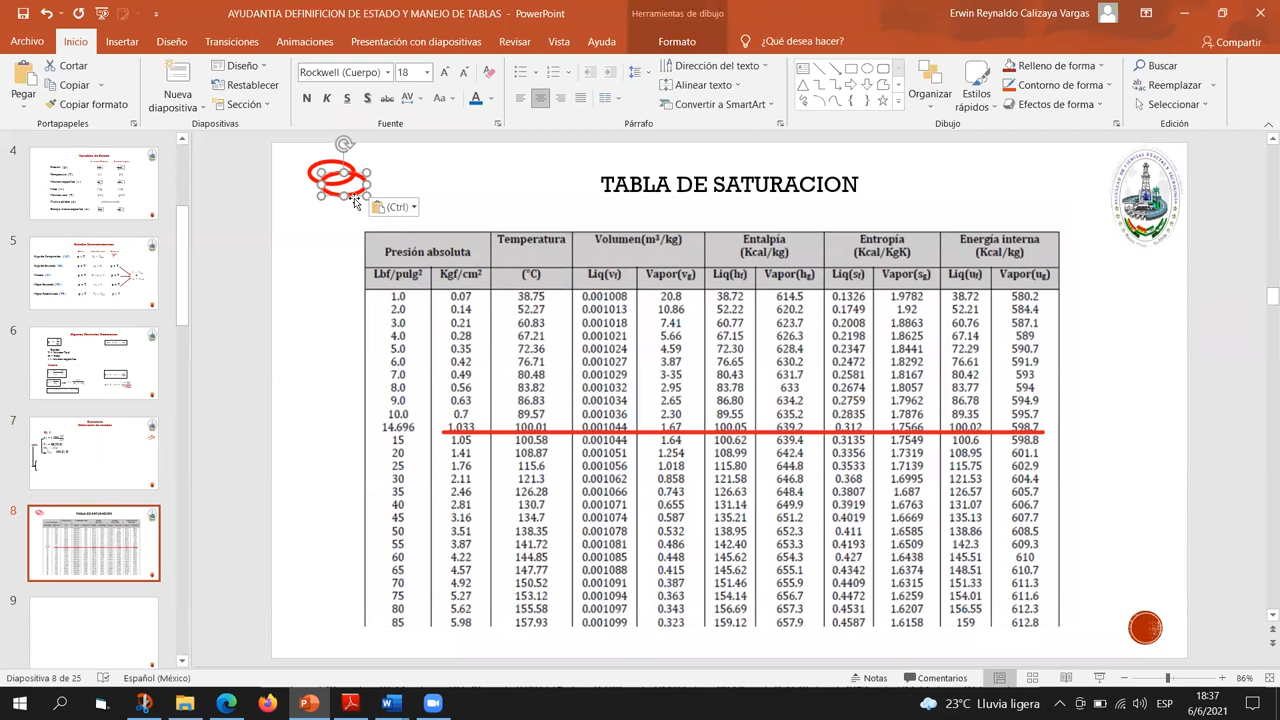 AYUDANTIA DEFINIFICION DE ESTADO Y MANEJO DE TABLAS - PowerPoint
Herramientas de dibujo
Erwin Reynaldo Calizaya Vargas
Archivo Inicio Insertar Diseño Transiciones Animaciones Presentación con diapositivas Revisar Vista Ayuda Formato ¿Qué desea hacer? Compartir
Pegar
Cortar
Copiar
Copiar formato
Portapapeles
Nueva diapositiva
Diseño
Restablecer
Sección
Diapositivas
Rockwell (Cuerpo) 18
N K S S abc AV Aa A
Fuente
Dirección del texto
Alinear texto
Convertir a SmartArt
Párrafo
Organizar
Estilos rápidos
Relleno de forma
Contorno de forma
Efectos de forma
Dibujo
Buscar
Reemplazar
Seleccionar
Edición
4
5
6
7
8
9
(Ctrl)
TABLA DE SATURACION
Presión absoluta Temperatura Volumen(m³/kg) Entalpía (Kcal/kg) Entropía (Kcal/KgK) Energía interna (Kcal/kg)
Lbf/pulg² Kgf/cm² (°C) Liq(vf) Vapor(vg) Liq(hf) Vapor(hg) Liq(sf) Vapor(sg) Liq(uf) Vapor(ug)
1.0 0.07 38.75 0.001008 20.8 38.72 614.5 0.1326 1.9782 38.72 580.2
2.0 0.14 52.27 0.001013 10.86 52.22 620.2 0.1749 1.92 52.21 584.4
3.0 0.21 60.83 0.001018 7.41 60.77 623.7 0.2008 1.8863 60.76 587.1
4.0 0.28 67.21 0.001021 5.66 67.15 626.3 0.2198 1.8625 67.14 589
5.0 0.35 72.36 0.001024 4.59 72.30 628.4 0.2347 1.8441 72.29 590.7
6.0 0.42 76.71 0.001027 3.87 76.65 630.2 0.2472 1.8292 76.61 591.9
7.0 0.49 80.48 0.001029 3-35 80.43 631.7 0.2581 1.8167 80.42 593
8.0 0.56 83.82 0.001032 2.95 83.78 633 0.2674 1.8057 83.77 594
9.0 0.63 86.83 0.001034 2.65 86.80 634.2 0.2759 1.7962 86.78 594.9
10.0 0.7 89.57 0.001036 2.30 89.55 635.2 0.2835 1.7876 89.35 595.7
14.696 1.033 100.01 0.001044 1.67 100.05 639.2 0.312 1.7566 100.02 598.7
15 1.05 100.58 0.001044 1.64 100.62 639.4 0.3135 1.7549 100.6 598.8
20 1.41 108.87 0.001051 1.254 108.99 642.4 0.3356 1.7319 108.95 601.1
25 1.76 115.6 0.001056 1.018 115.80 644.8 0.3533 1.7139 115.75 602.9
30 2.11 121.3 0.001062 0.858 121.58 646.8 0.368 1.6995 121.53 604.4
35 2.46 126.28 0.001066 0.743 126.63 648.4 0.3807 1.687 126.57 605.7
40 2.81 130.7 0.001071 0.655 131.14 649.9 0.3919 1.6763 131.07 606.7
45 3.16 134.7 0.001074 0.587 135.21 651.2 0.4019 1.6669 135.13 607.7
50 3.51 138.35 0.001078 0.532 138.95 652.3 0.411 1.6585 138.86 608.5
55 3.87 141.72 0.001081 0.486 142.40 653.3 0.4193 1.6509 142.3 609.3
60 4.22 144.85 0.001085 0.448 145.62 654.3 0.427 1.6438 145.51 610
65 4.57 147.77 0.001088 0.415 145.62 655.1 0.4342 1.6374 148.51 610.7
70 4.92 150.52 0.001091 0.387 151.46 655.9 0.4409 1.6315 151.33 611.3
75 5.27 153.12 0.001094 0.363 154.14 656.7 0.4472 1.6259 154.01 611.6
80 5.62 155.58 0.001097 0.343 156.69 657.3 0.4531 1.6207 156.55 612.3
85 5.98 157.93 0.001099 0.323 159.12 657.9 0.4587 1.6158 159 612.8
Diapositiva 8 de 25 Español (México) Notas Comentarios 86%
23°C Lluvia ligera ESP 18:37
6/6/2021